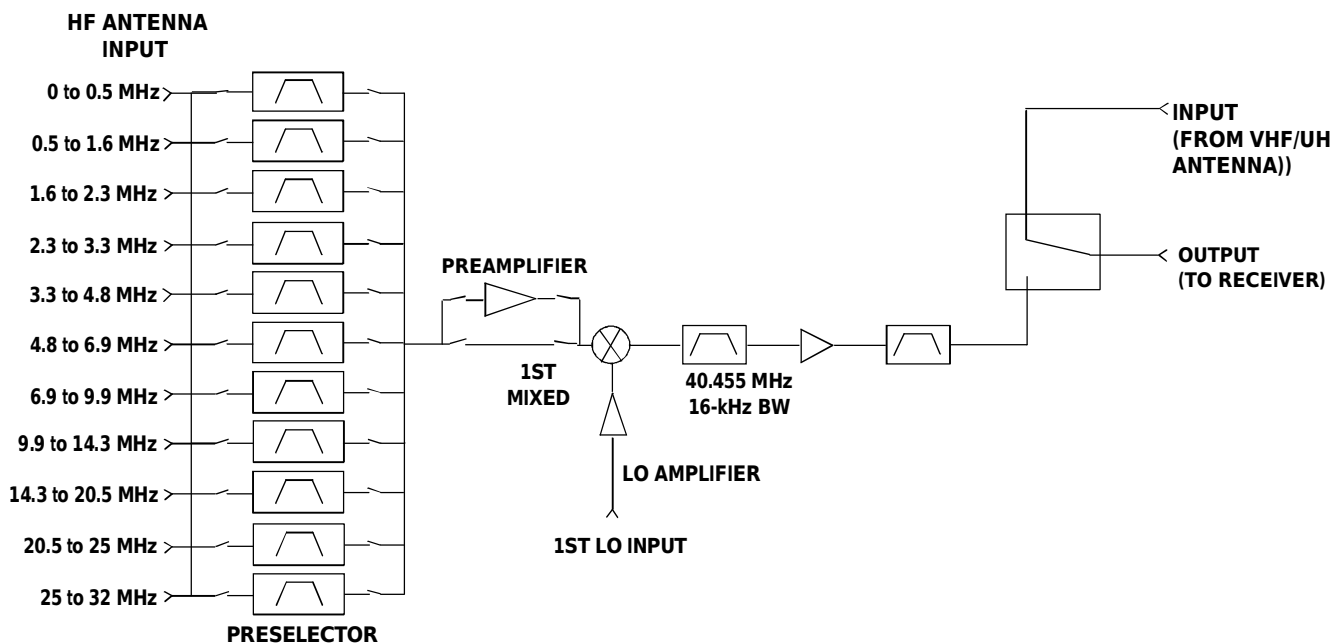 HF ANTENNA
INPUT
0 to 0.5 MHz
0.5 to 1.6 MHz
1.6 to 2.3 MHz
2.3 to 3.3 MHz
3.3 to 4.8 MHz
4.8 to 6.9 MHz
6.9 to 9.9 MHz
9.9 to 14.3 MHz
14.3 to 20.5 MHz
20.5 to 25 MHz
25 to 32 MHz
PRESELECTOR
PREAMPLIFIER
1ST
MIXED
40.455 MHz
16-kHz BW
LO AMPLIFIER
1ST LO INPUT
INPUT
(FROM VHF/UH
ANTENNA))
OUTPUT
(TO RECEIVER)